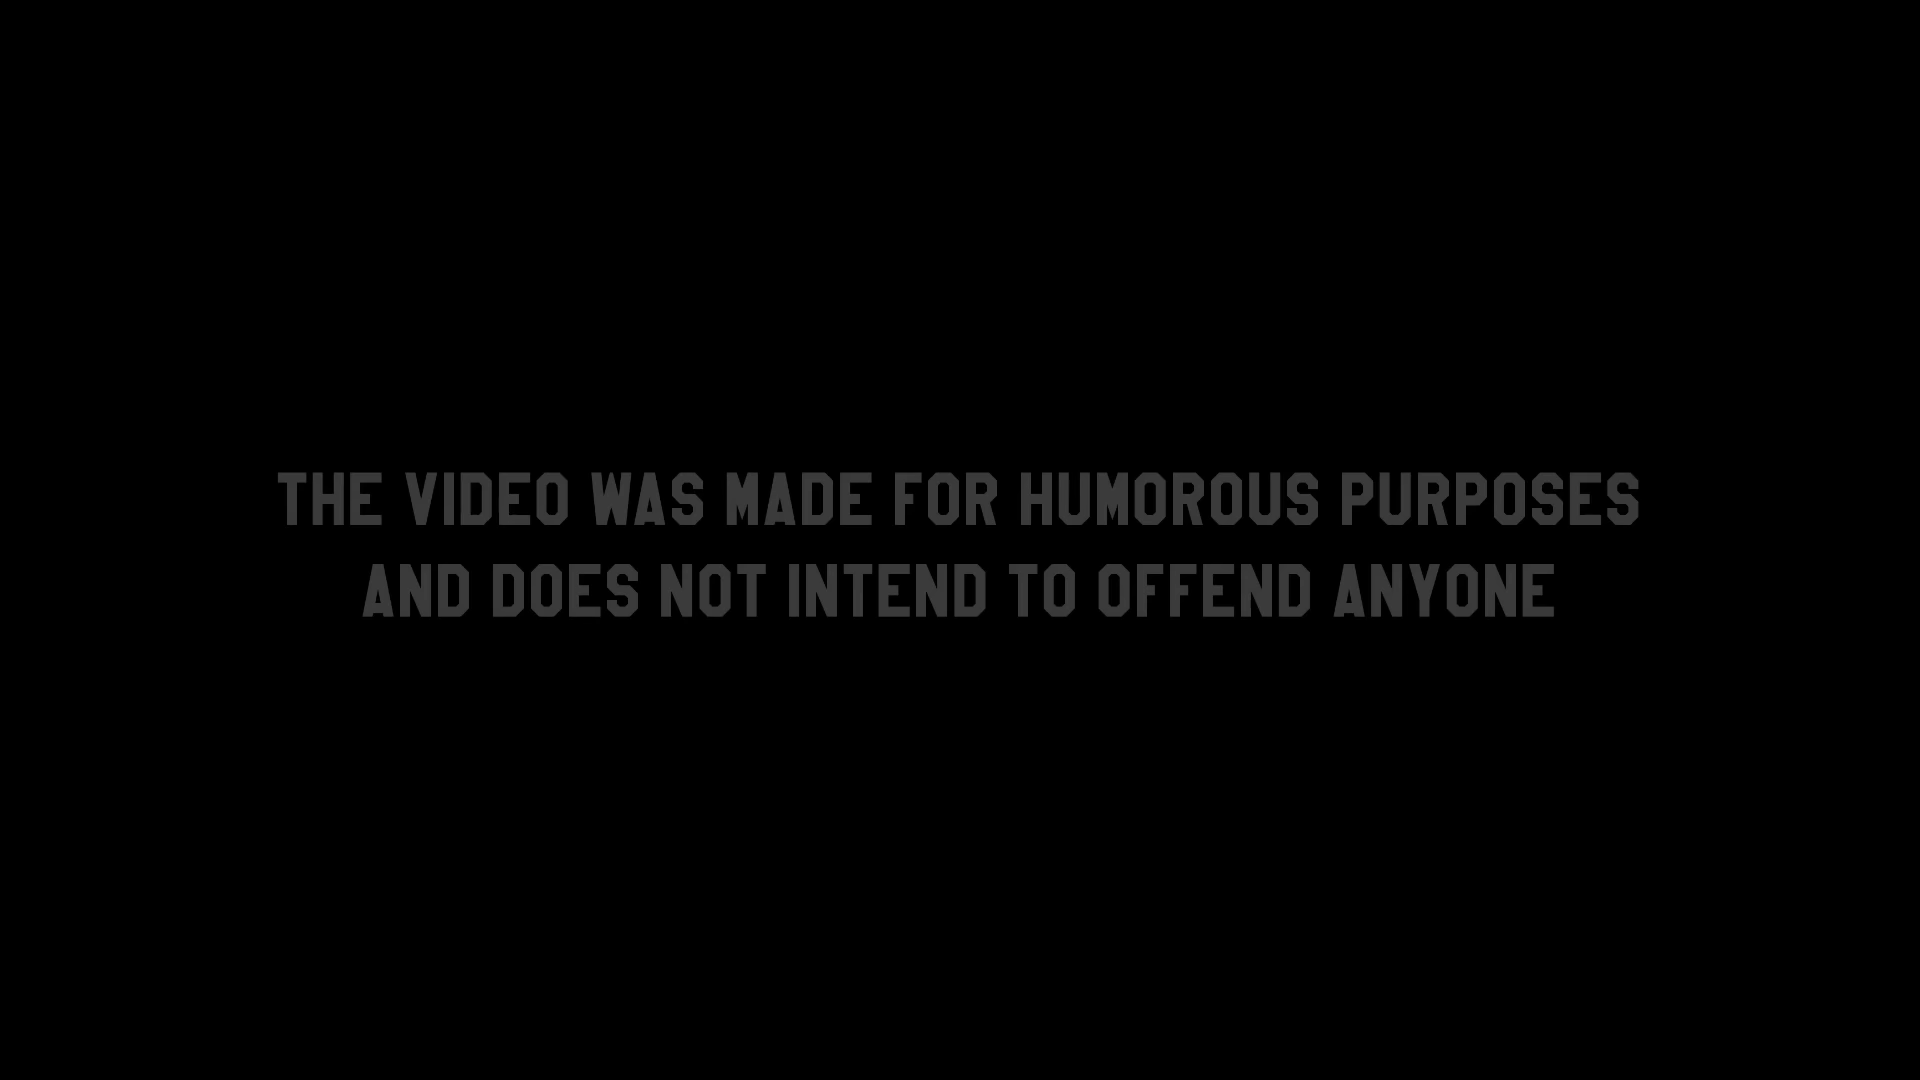 THE VIDEO WAS MADE FOR HUMOROUS PURPOSES
AND DOES NOT INTEND TO OFFEND ANYONE